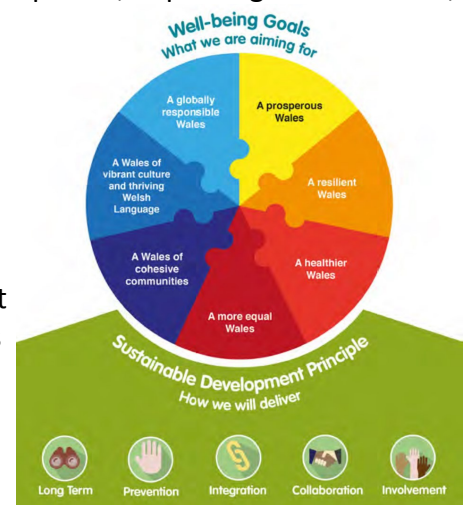 Well-being Goals
What we are aiming for
A globally
responsible
Wales
A prosperous
Wales
A Wales of
vibrant culture
and thriving
Welsh
Language
A resilient
Wales
A Wales of
cohesive
communities
A healthier
Wales
A more equal
Wales
Sustainable Development Principle
How we will deliver
Long Term
Prevention
Integration
Collaboration
Involvement